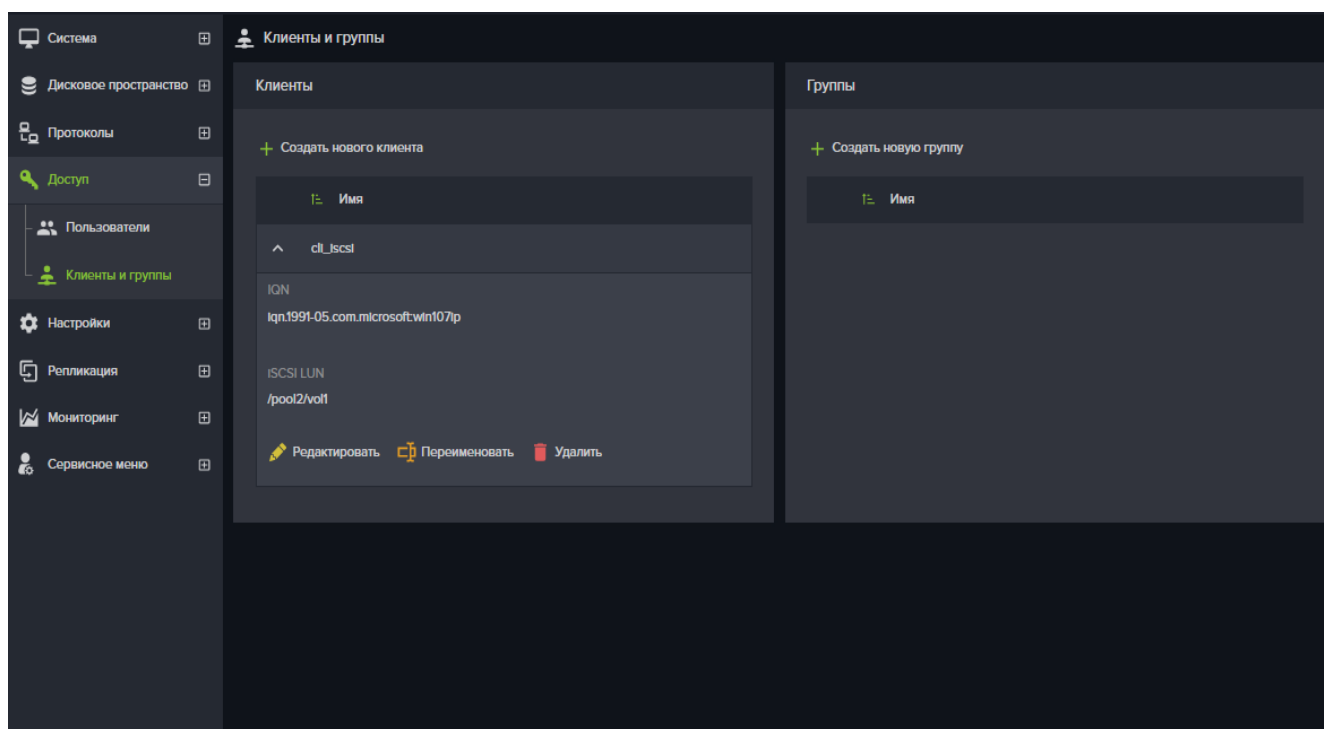 Система
Дисковое пространство
Протоколы
Доступ
Пользователи
Клиенты и группы
Настройки
Репликация
Мониторинг
Сервисное меню
Клиенты и группы
Клиенты
Создать нового клиента
Имя
cli_iscsi
IQN
iqn.1991-05.com.microsoft:win107lp
ISCSI LUN
/pool2/vol1
Редактировать Переименовать Удалить
Группы
Создать новую группу
Имя